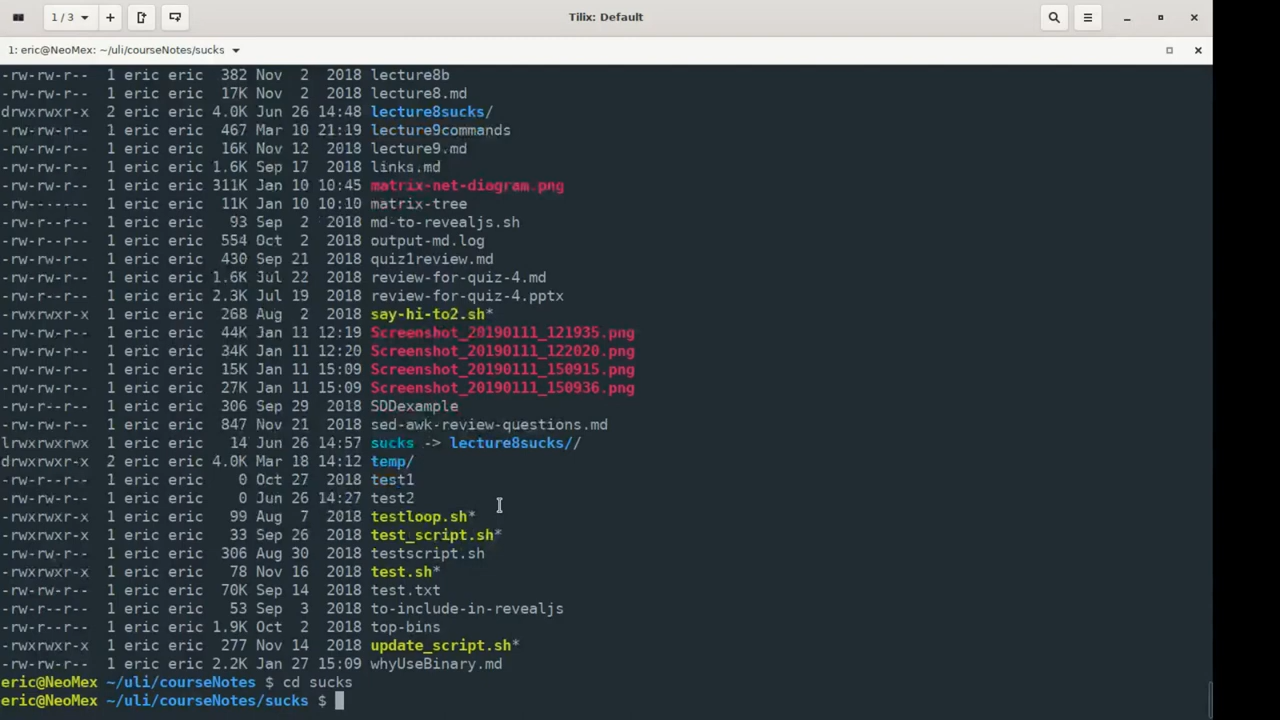 1 / 3
Tilix: Default
1: eric@NeoMex: ~/uli/courseNotes/sucks
-rw-rw-r-- 1 eric eric 382 Nov 2 2018 lecture8b
-rw-rw-r-- 1 eric eric 17K Nov 2 2018 lecture8.md
drwxrwxr-x 2 eric eric 4.0K Jun 26 14:48 lecture8sucks/
-rw-rw-r-- 1 eric eric 467 Mar 10 21:19 lecture9commands
-rw-rw-r-- 1 eric eric 16K Nov 12 2018 lecture9.md
-rw-rw-r-- 1 eric eric 1.6K Sep 17 2018 links.md
-rw-rw-r-- 1 eric eric 311K Jan 10 10:45 matrix-net-diagram.png
-rw------- 1 eric eric 11K Jan 10 10:10 matrix-tree
-rw-r--r-- 1 eric eric 93 Sep 2 2018 md-to-revealjs.sh
-rw-rw-r-- 1 eric eric 554 Oct 2 2018 output-md.log
-rw-rw-r-- 1 eric eric 430 Sep 21 2018 quiz1review.md
-rw-rw-r-- 1 eric eric 1.6K Jul 22 2018 review-for-quiz-4.md
-rw-rw-r-- 1 eric eric 2.3K Jul 19 2018 review-for-quiz-4.pptx
-rwxrwxr-x 1 eric eric 268 Aug 2 2018 say-hi-to2.sh*
-rw-rw-r-- 1 eric eric 44K Jan 11 12:19 Screenshot_20190111_121935.png
-rw-rw-r-- 1 eric eric 34K Jan 11 12:20 Screenshot_20190111_122020.png
-rw-rw-r-- 1 eric eric 15K Jan 11 15:09 Screenshot_20190111_150915.png
-rw-rw-r-- 1 eric eric 27K Jan 11 15:09 Screenshot_20190111_150936.png
-rw-r--r-- 1 eric eric 306 Sep 29 2018 SDDexample
-rw-rw-r-- 1 eric eric 847 Nov 21 2018 sed-awk-review-questions.md
lrwxrwxrwx 1 eric eric 14 Jun 26 14:57 sucks -> lecture8sucks//
drwxrwxr-x 2 eric eric 4.0K Mar 18 14:12 temp/
-rw-rw-r-- 1 eric eric 0 Oct 27 2018 test1
-rw-rw-r-- 1 eric eric 0 Jun 26 14:27 test2
-rwxrwxr-x 1 eric eric 99 Aug 7 2018 testloop.sh*
-rwxrwxr-x 1 eric eric 33 Sep 26 2018 test_script.sh*
-rw-rw-r-- 1 eric eric 306 Aug 30 2018 testscript.sh
-rwxrwxr-x 1 eric eric 78 Nov 16 2018 test.sh*
-rw-rw-r-- 1 eric eric 70K Sep 14 2018 test.txt
-rw-r--r-- 1 eric eric 53 Sep 3 2018 to-include-in-revealjs
-rw-rw-r-- 1 eric eric 1.9K Oct 2 2018 top-bins
-rwxrwxr-x 1 eric eric 277 Nov 14 2018 update_script.sh*
-rw-rw-r-- 1 eric eric 2.2K Jan 27 15:09 whyUseBinary.md
eric@NeoMex ~/uli/courseNotes $ cd sucks
eric@NeoMex ~/uli/courseNotes/sucks $